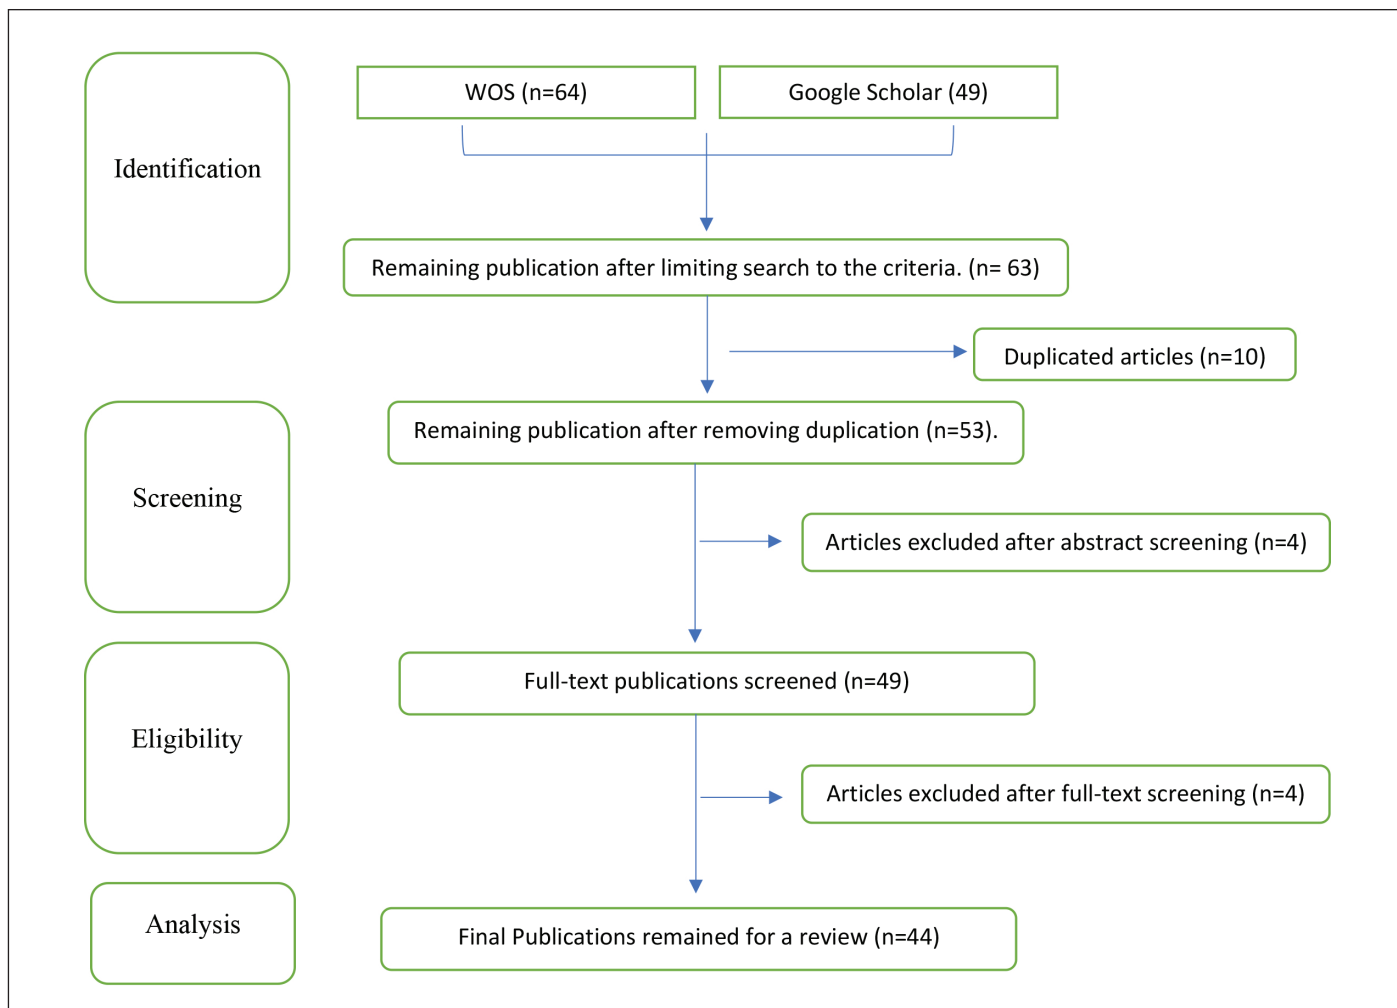 Identification
WOS (n=64)
Google Scholar (49)
Remaining publication after limiting search to the criteria. (n= 63)
Duplicated articles (n=10)
Screening
Remaining publication after removing duplication (n=53).
Articles excluded after abstract screening (n=4)
Eligibility
Full-text publications screened (n=49)
Articles excluded after full-text screening (n=4)
Analysis
Final Publications remained for a review (n=44)